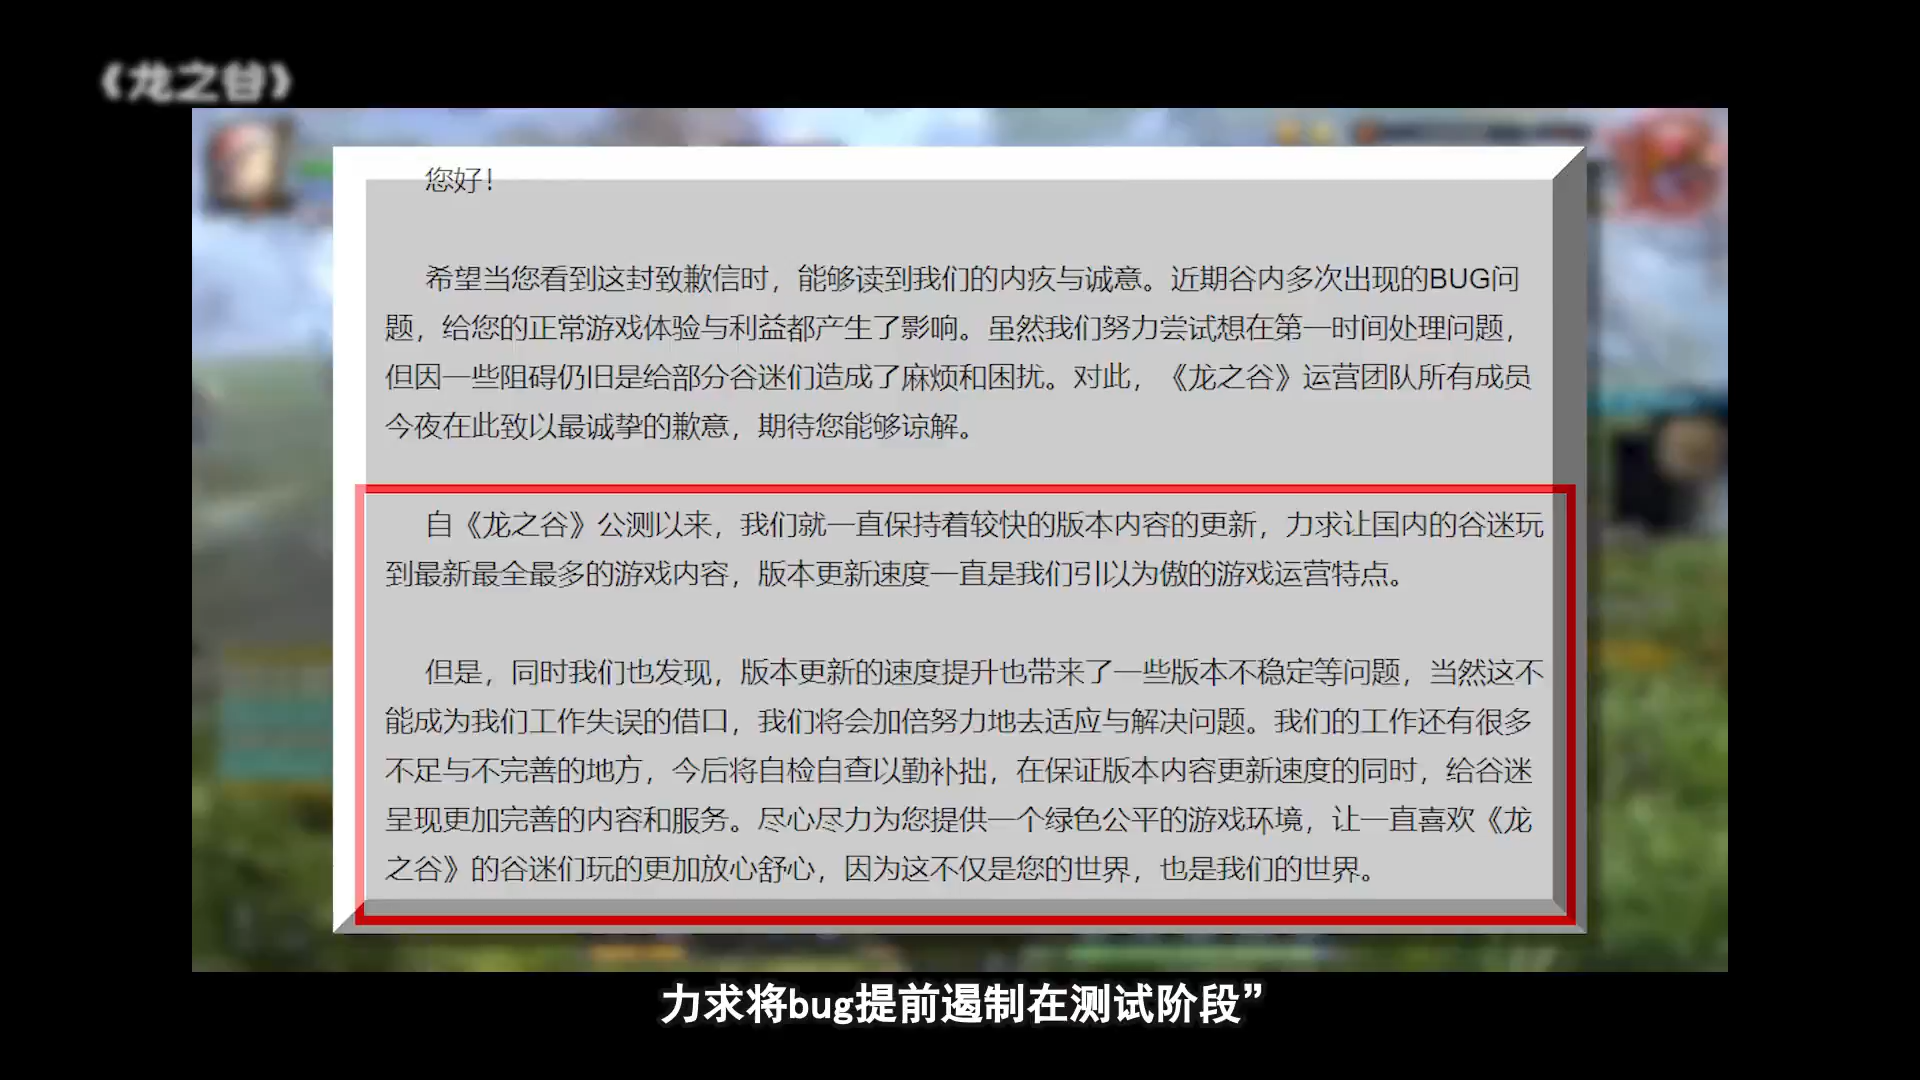 《龙之谷》
您好！
希望当您看到这封致歉信时，能够读到我们的内疚与诚意。近期谷内多次出现的BUG问
题，给您的正常游戏体验与利益都产生了影响。虽然我们努力尝试想在第一时间处理问题，
但因一些阻碍仍旧是给部分谷迷们造成了麻烦和困扰。对此，《龙之谷》运营团队所有成员
今夜在此致以最诚挚的歉意，期待您能够谅解。
自《龙之谷》公测以来，我们就一直保持着较快的版本内容的更新，力求让国内的谷迷玩
到最新最全最多的游戏内容，版本更新速度一直是我们引以为傲的游戏运营特点。
但是，同时我们也发现，版本更新的速度提升也带来了一些版本不稳定等问题，当然这不
能成为我们工作失误的借口，我们将会加倍努力地去适应与解决问题。我们的工作还有很多
不足与不完善的地方，今后将自检自查以勤补拙，在保证版本内容更新速度的同时，给谷迷
呈现更加完善的内容和服务。尽心尽力为您提供一个绿色公平的游戏环境，让一直喜欢《龙
之谷》的谷迷们玩的更加放心舒心，因为这不仅是您的世界，也是我们的世界。
力求将bug提前遏制在测试阶段”